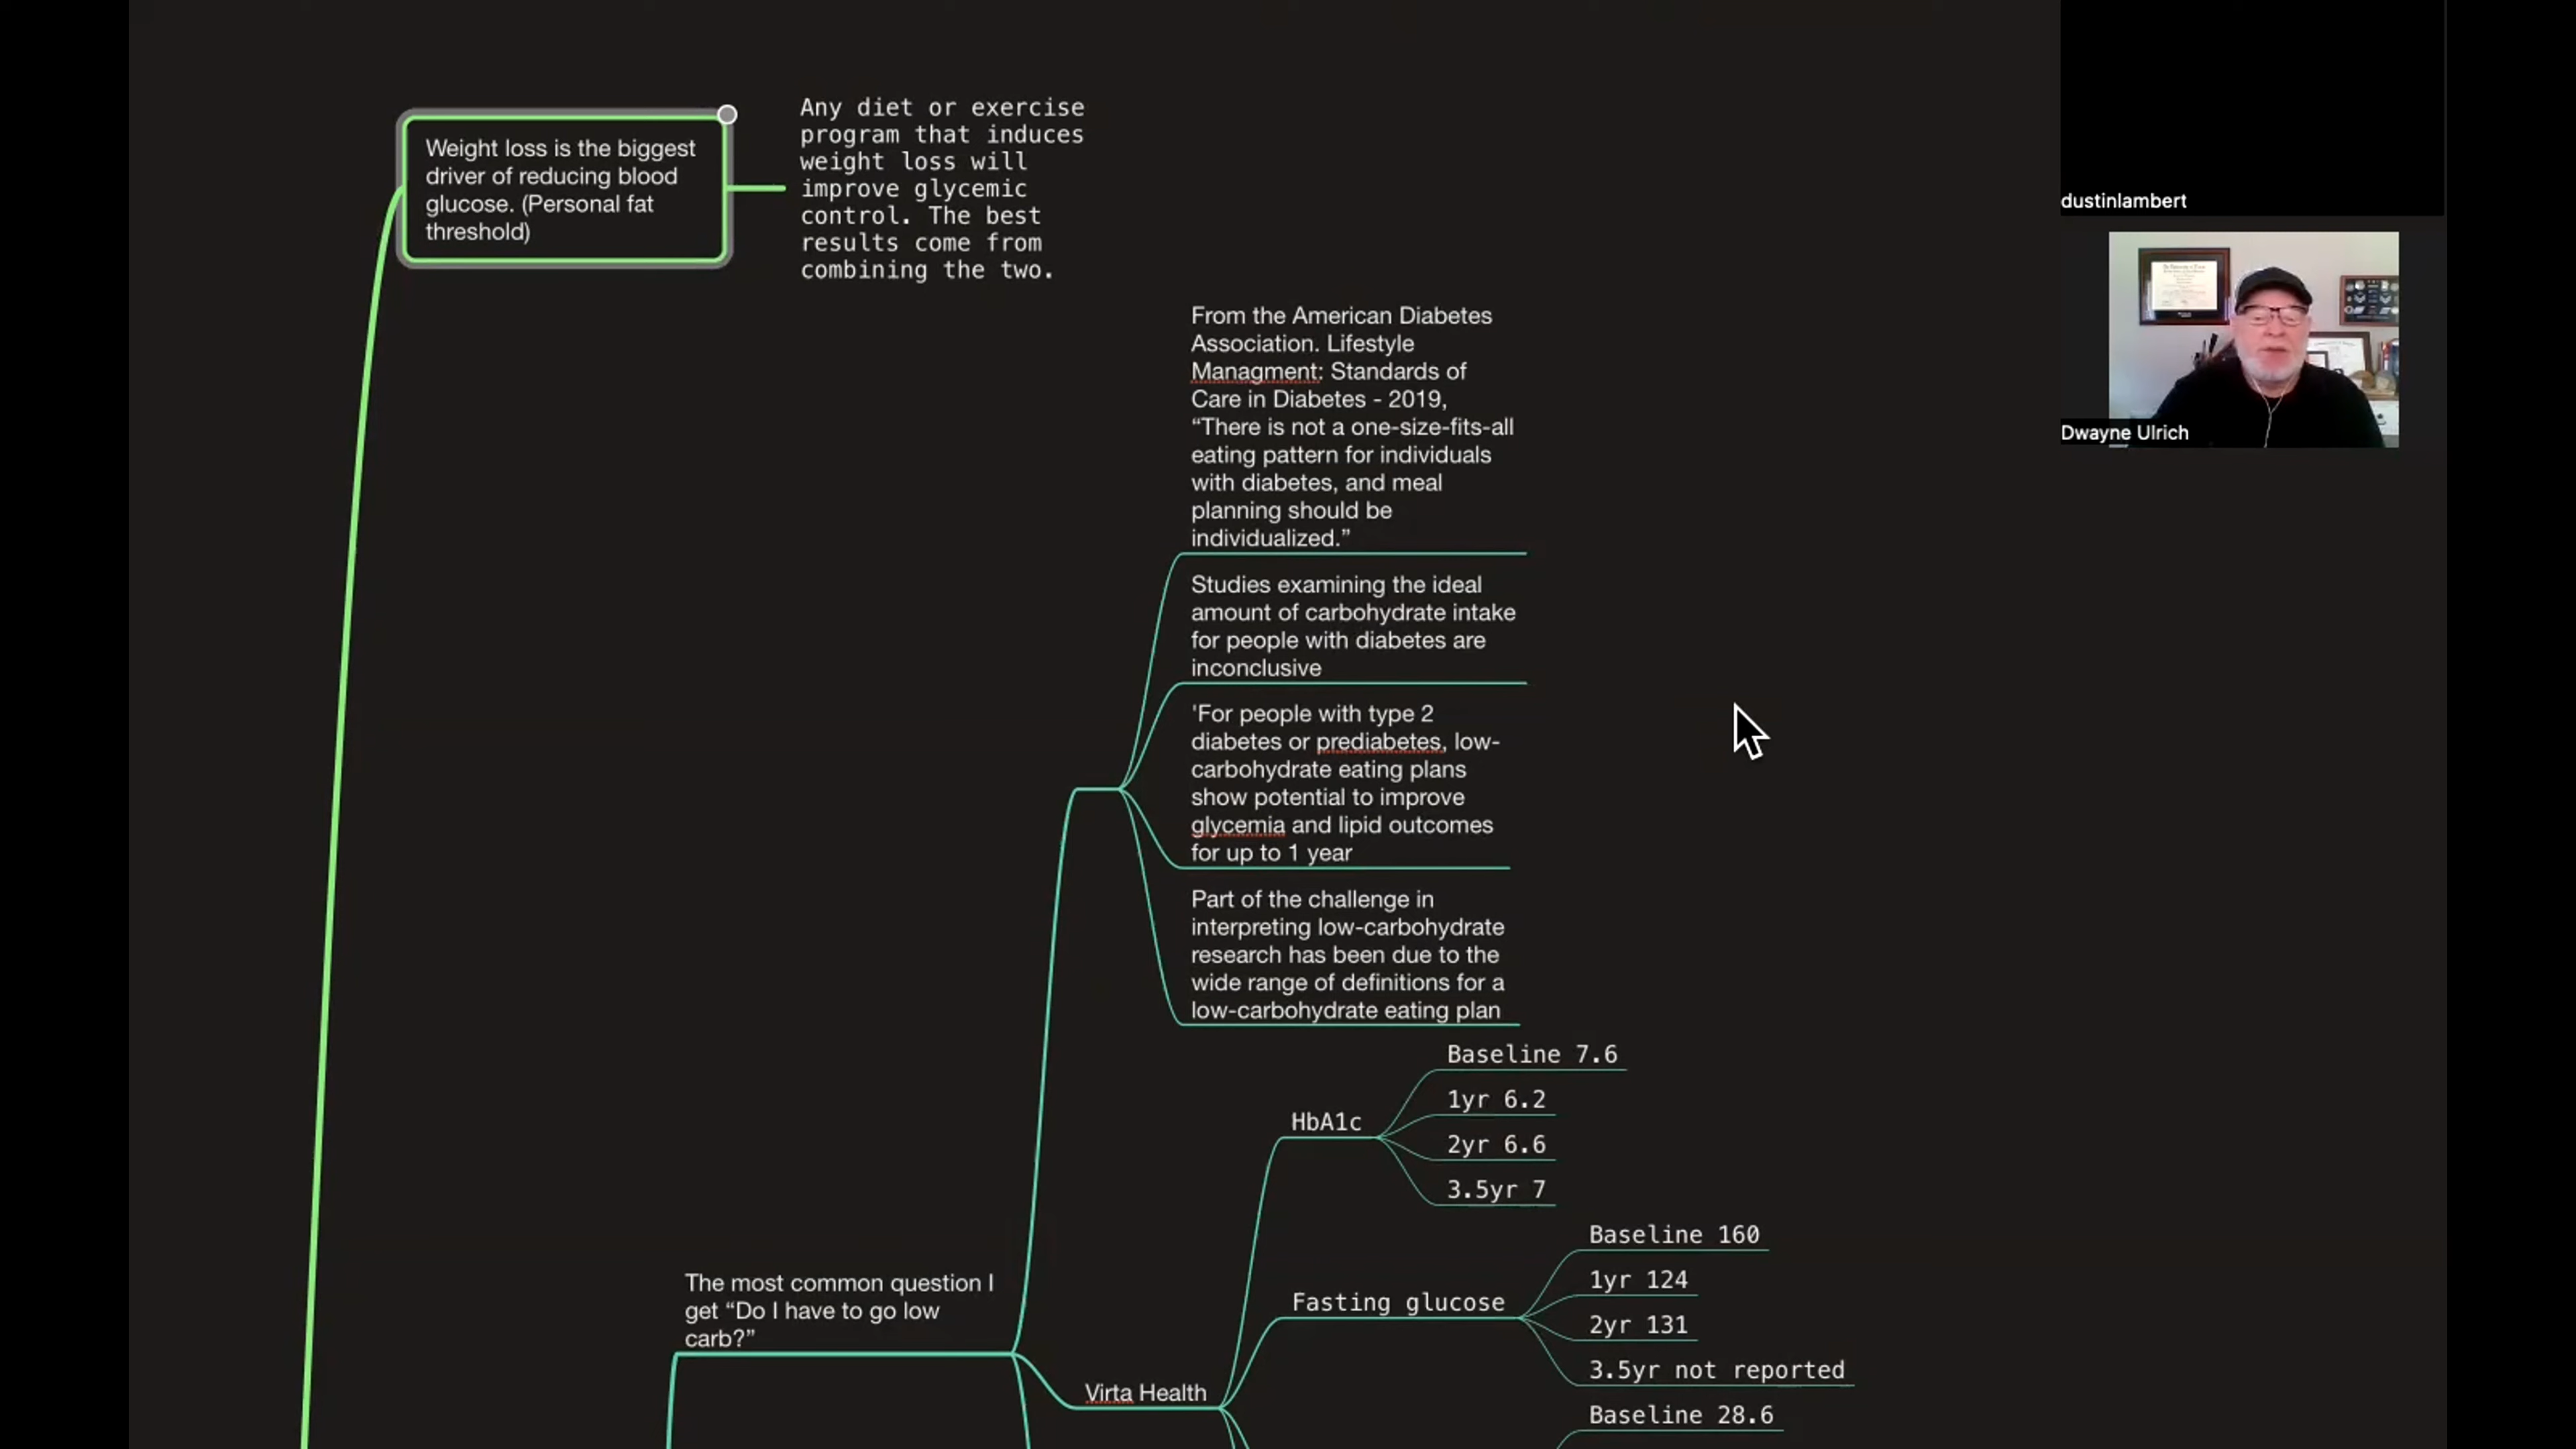 Weight loss is the biggest
driver of reducing blood
glucose. (Personal fat
threshold)
Any diet or exercise
program that induces
weight loss will
improve glycemic
control. The best
results come from
combining the two.
dustinlambert
Dwayne Ulrich
From the American Diabetes
Association. Lifestyle
Managment: Standards of
Care in Diabetes - 2019,
“There is not a one-size-fits-all
eating pattern for individuals
with diabetes, and meal
planning should be
individualized.”
Studies examining the ideal
amount of carbohydrate intake
for people with diabetes are
inconclusive
'For people with type 2
diabetes or prediabetes, low-
carbohydrate eating plans
show potential to improve
glycemia and lipid outcomes
for up to 1 year
Part of the challenge in
interpreting low-carbohydrate
research has been due to the
wide range of definitions for a
low-carbohydrate eating plan
The most common question I
get “Do I have to go low
carb?”
Virta Health
HbA1c
Baseline 7.6
1yr 6.2
2yr 6.6
3.5yr 7
Fasting glucose
Baseline 160
1yr 124
2yr 131
3.5yr not reported
Baseline 28.6